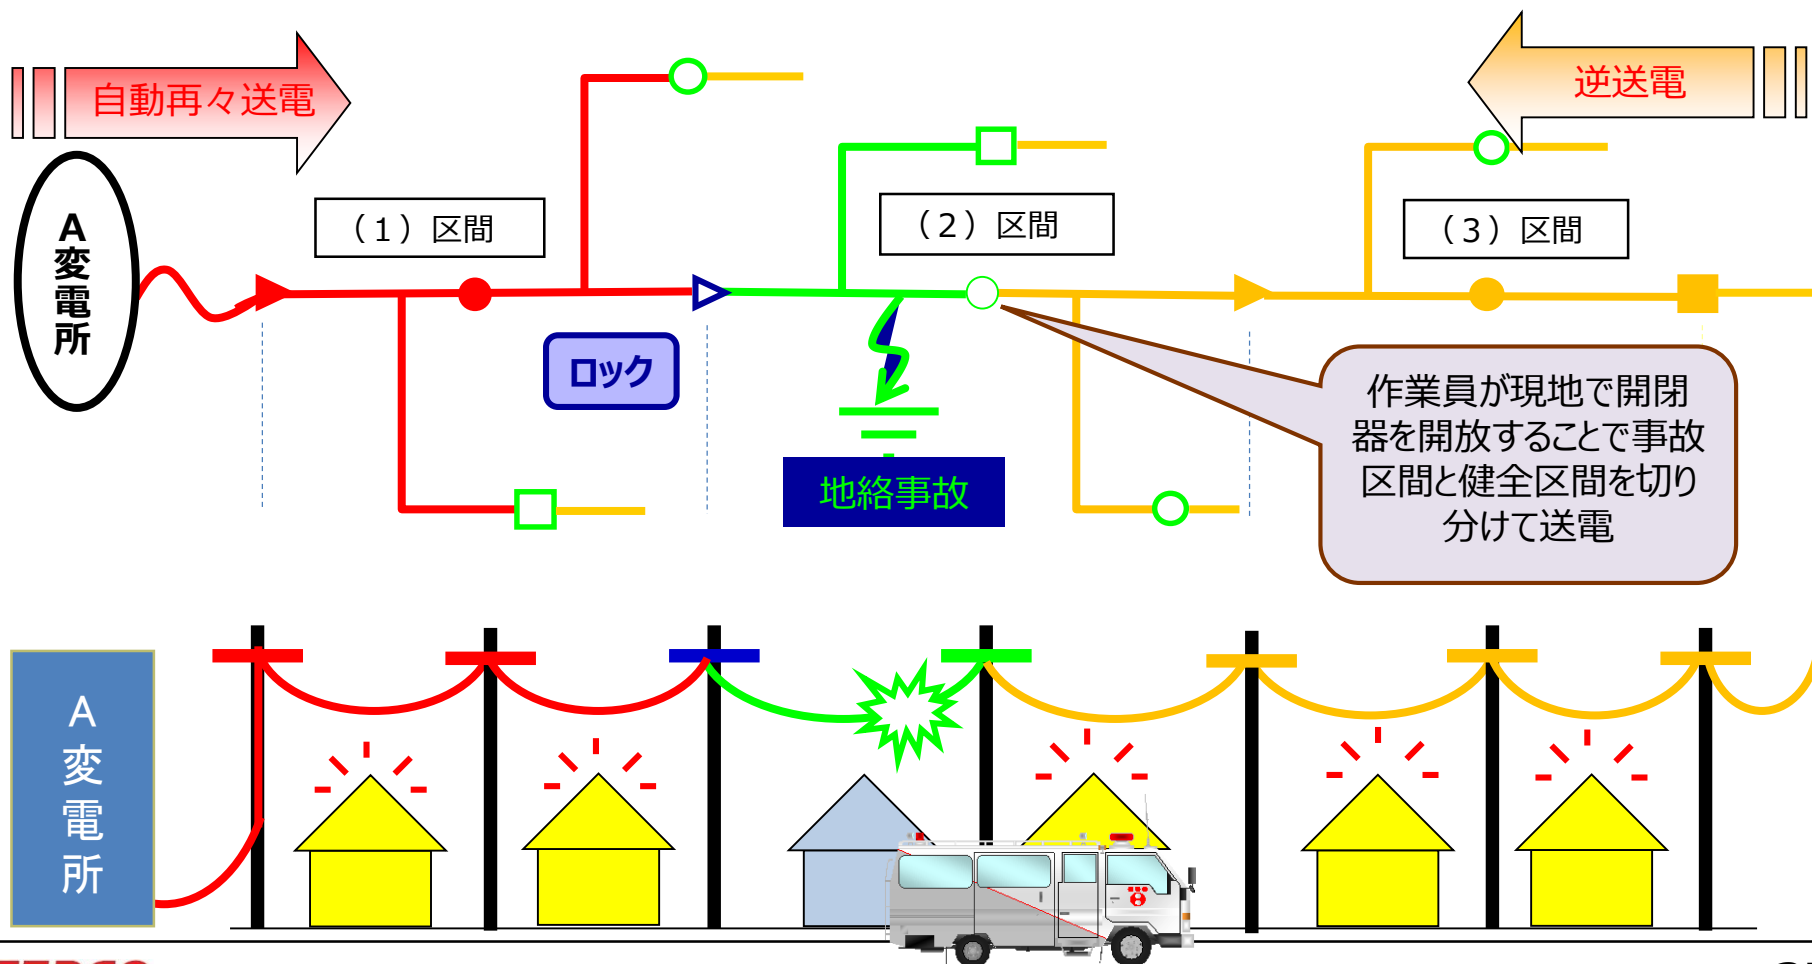 自動再々送電
逆送電
A
変
電
所
（１）区間
（２）区間
（３）区間
ロック
地絡事故
作業員が現地で開閉
器を開放することで事故
区間と健全区間を切り
分けて送電
A
変
電
所